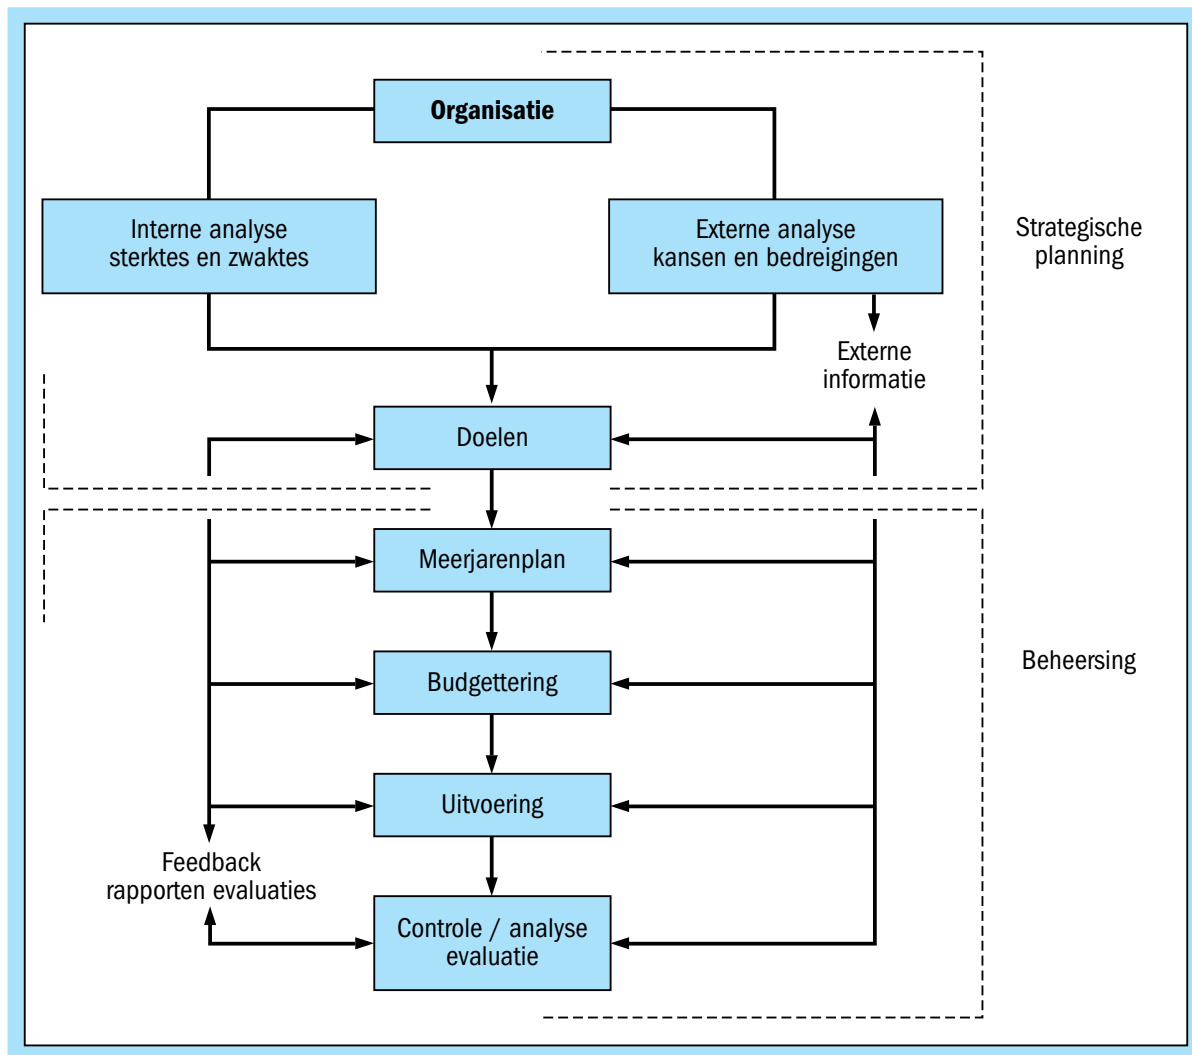 Organisatie
Interne analyse
sterktes en zwaktes
Externe analyse
kansen en bedreigingen
Strategische
planning
Externe
informatie
Doelen
Meerjarenplan
Budgettering
Beheersing
Uitvoering
Feedback
rapporten evaluaties
Controle / analyse
evaluatie